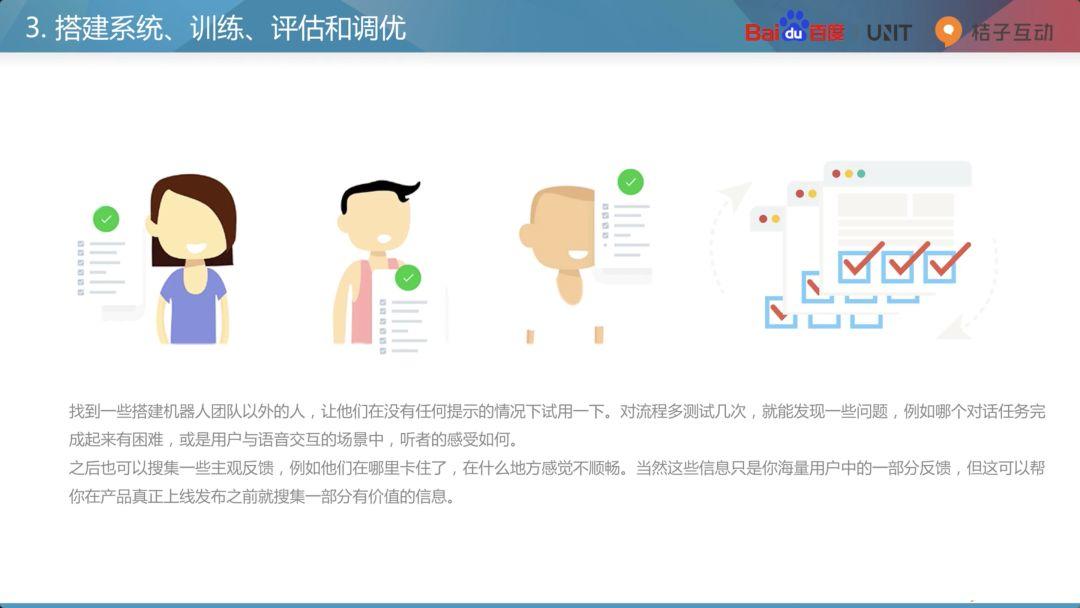 3. 搭建系统、训练、评估和调优
Bai du 百度 UNIT 桔子互动
找到一些搭建机器人团队以外的人，让他们在没有任何提示的情况下试用一下。对流程多测试几次，就能发现一些问题，例如哪个对话任务完
成起来有困难，或是用户与语音交互的场景中，听者的感受如何。
之后也可以搜集一些主观反馈，例如他们在哪里卡住了，在什么地方感觉不顺畅。当然这些信息只是你海量用户中的一部分反馈，但这可以帮
你在产品真正上线发布之前就搜集一部分有价值的信息。